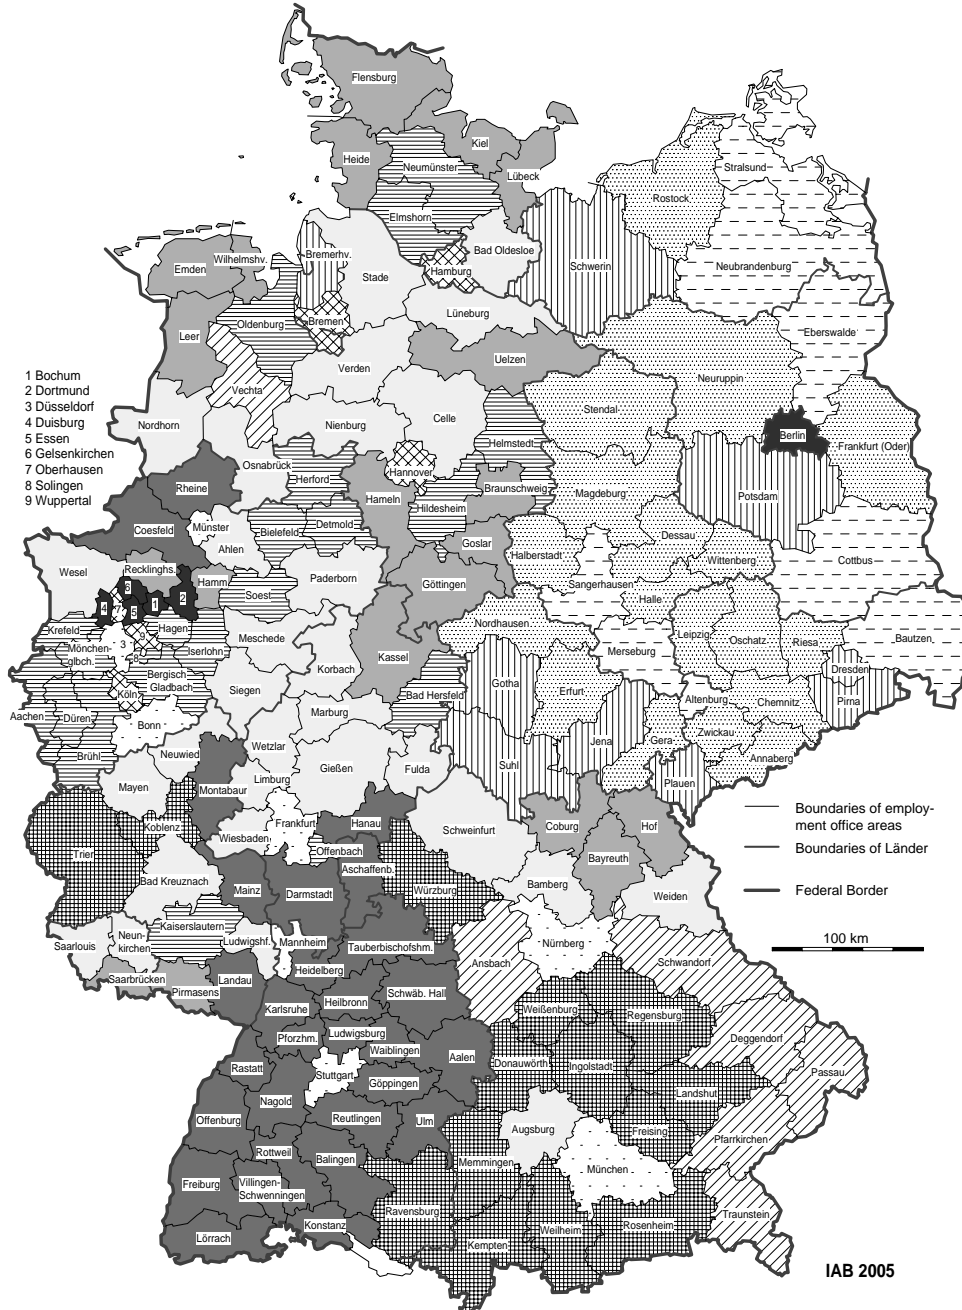 Flensburg
Kiel
Heide
Neumünster
Lübeck
Stralsund
Rostock
Elmshorn
Bad Oldesloe
Bremerhv.
Wilhelmshv.
Emden
Stade
Hamburg
Schwerin
Neubrandenburg
Lüneburg
Oldenburg
Bremen
Leer
Eberswalde
Uelzen
Verden
1 Bochum
2 Dortmund
3 Düsseldorf
4 Duisburg
5 Essen
6 Gelsenkirchen
7 Oberhausen
8 Solingen
9 Wuppertal
Vechta
Neuruppin
Stendal
Celle
Nordhorn
Nienburg
Berlin
Frankfurt (Oder)
Helmstedt
Osnabrück
Hannover
Herford
Rheine
Braunschweig
Magdeburg
Potsdam
Hameln
Hildesheim
Coesfeld
Münster
Bielefeld
Detmold
Dessau
Goslar
Halberstadt
Wittenberg
Cottbus
Ahlen
Wesel
Recklinghs.
Hamm
Paderborn
Göttingen
Sangerhausen
Soest
Halle
6
4
7
5
1
2
Nordhausen
Krefeld
Hagen
9
Meschede
Leipzig
Oschatz
Riesa
Bautzen
Mönchen-
glbch.
3
8
Iserlohn
Merseburg
Kassel
Korbach
Dresden
Bergisch
Gladbach
Köln
Siegen
Bad Hersfeld
Gotha
Erfurt
Altenburg
Chemnitz
Pirna
Aachen
Düren
Bonn
Marburg
Zwickau
Jena
Gera
Annaberg
Brühl
Neuwied
Wetzlar
Gießen
Fulda
Suhl
Plauen
Mayen
Montabaur
Limburg
Koblenz
Frankfurt
Hanau
Schweinfurt
Coburg
Hof
Wiesbaden
Offenbach
Trier
Aschaffenb.
Bayreuth
Bad Kreuznach
Mainz
Darmstadt
Würzburg
Bamberg
Weiden
Boundaries of employ-
ment office areas
Boundaries of Länder
Federal Border
100 km
Kaiserslautern
Neun-
kirchen
Saarlouis
Ludwigshf.
Mannheim
Tauberbischofshm.
Nürnberg
Ansbach
Schwandorf
Saarbrücken
Pirmasens
Landau
Heidelberg
Schwäb. Hall
Karlsruhe
Heilbronn
Weißenburg
Regensburg
Pforzhm.
Ludwigsburg
Waiblingen
Aalen
Deggendorf
Donauwörth
Ingolstadt
Passau
Rastatt
Stuttgart
Göppingen
Landshut
Nagold
Offenburg
Reutlingen
Ulm
Augsburg
Freising
Pfarrkirchen
Rottweil
Balingen
Memmingen
München
Freiburg
Villingen-
Schwenningen
Ravensburg
Traunstein
Konstanz
Weilheim
Rosenheim
Lörrach
Kempten
IAB 2005